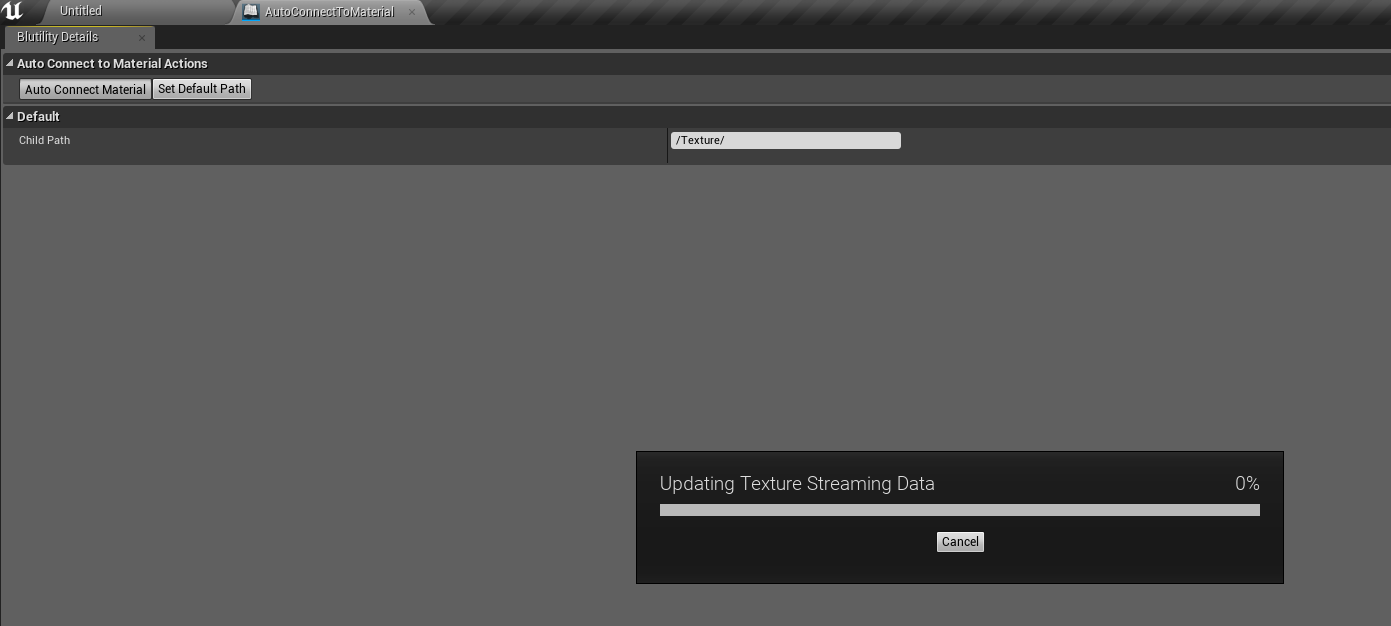 Untitled
AutoConnectToMaterial
Blutility Details
Auto Connect to Material Actions
Auto Connect Material Set Default Path
Default
Child Path /Texture/
Updating Texture Streaming Data 0%
Cancel